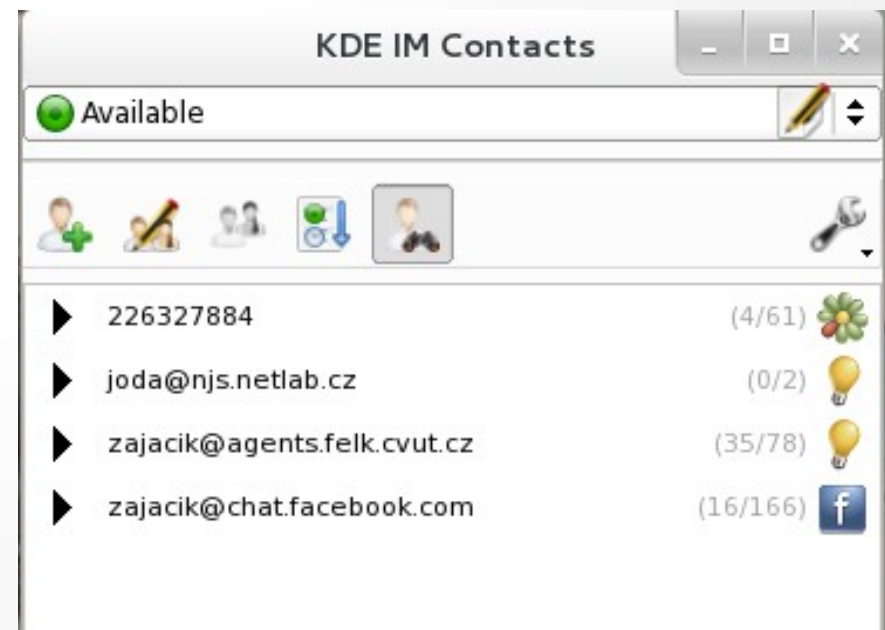 KDE IM Contacts
Available
226327884 (4/61)
joda@njs.netlab.cz (0/2)
zajacik@agents.felk.cvut.cz (35/78)
zajacik@chat.facebook.com (16/166) f